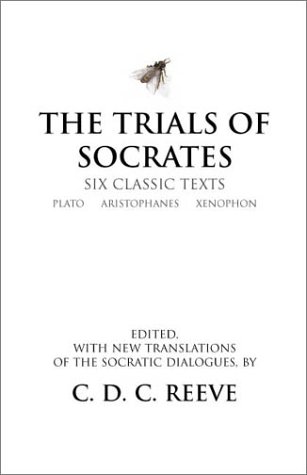 THE TRIALS OF
SOCRATES
SIX CLASSIC TEXTS
PLATO ARISTOPHANES XENOPHON
EDITED,
WITH NEW TRANSLATIONS
OF THE SOCRATIC DIALOGUES, BY
C. D. C. REEVE